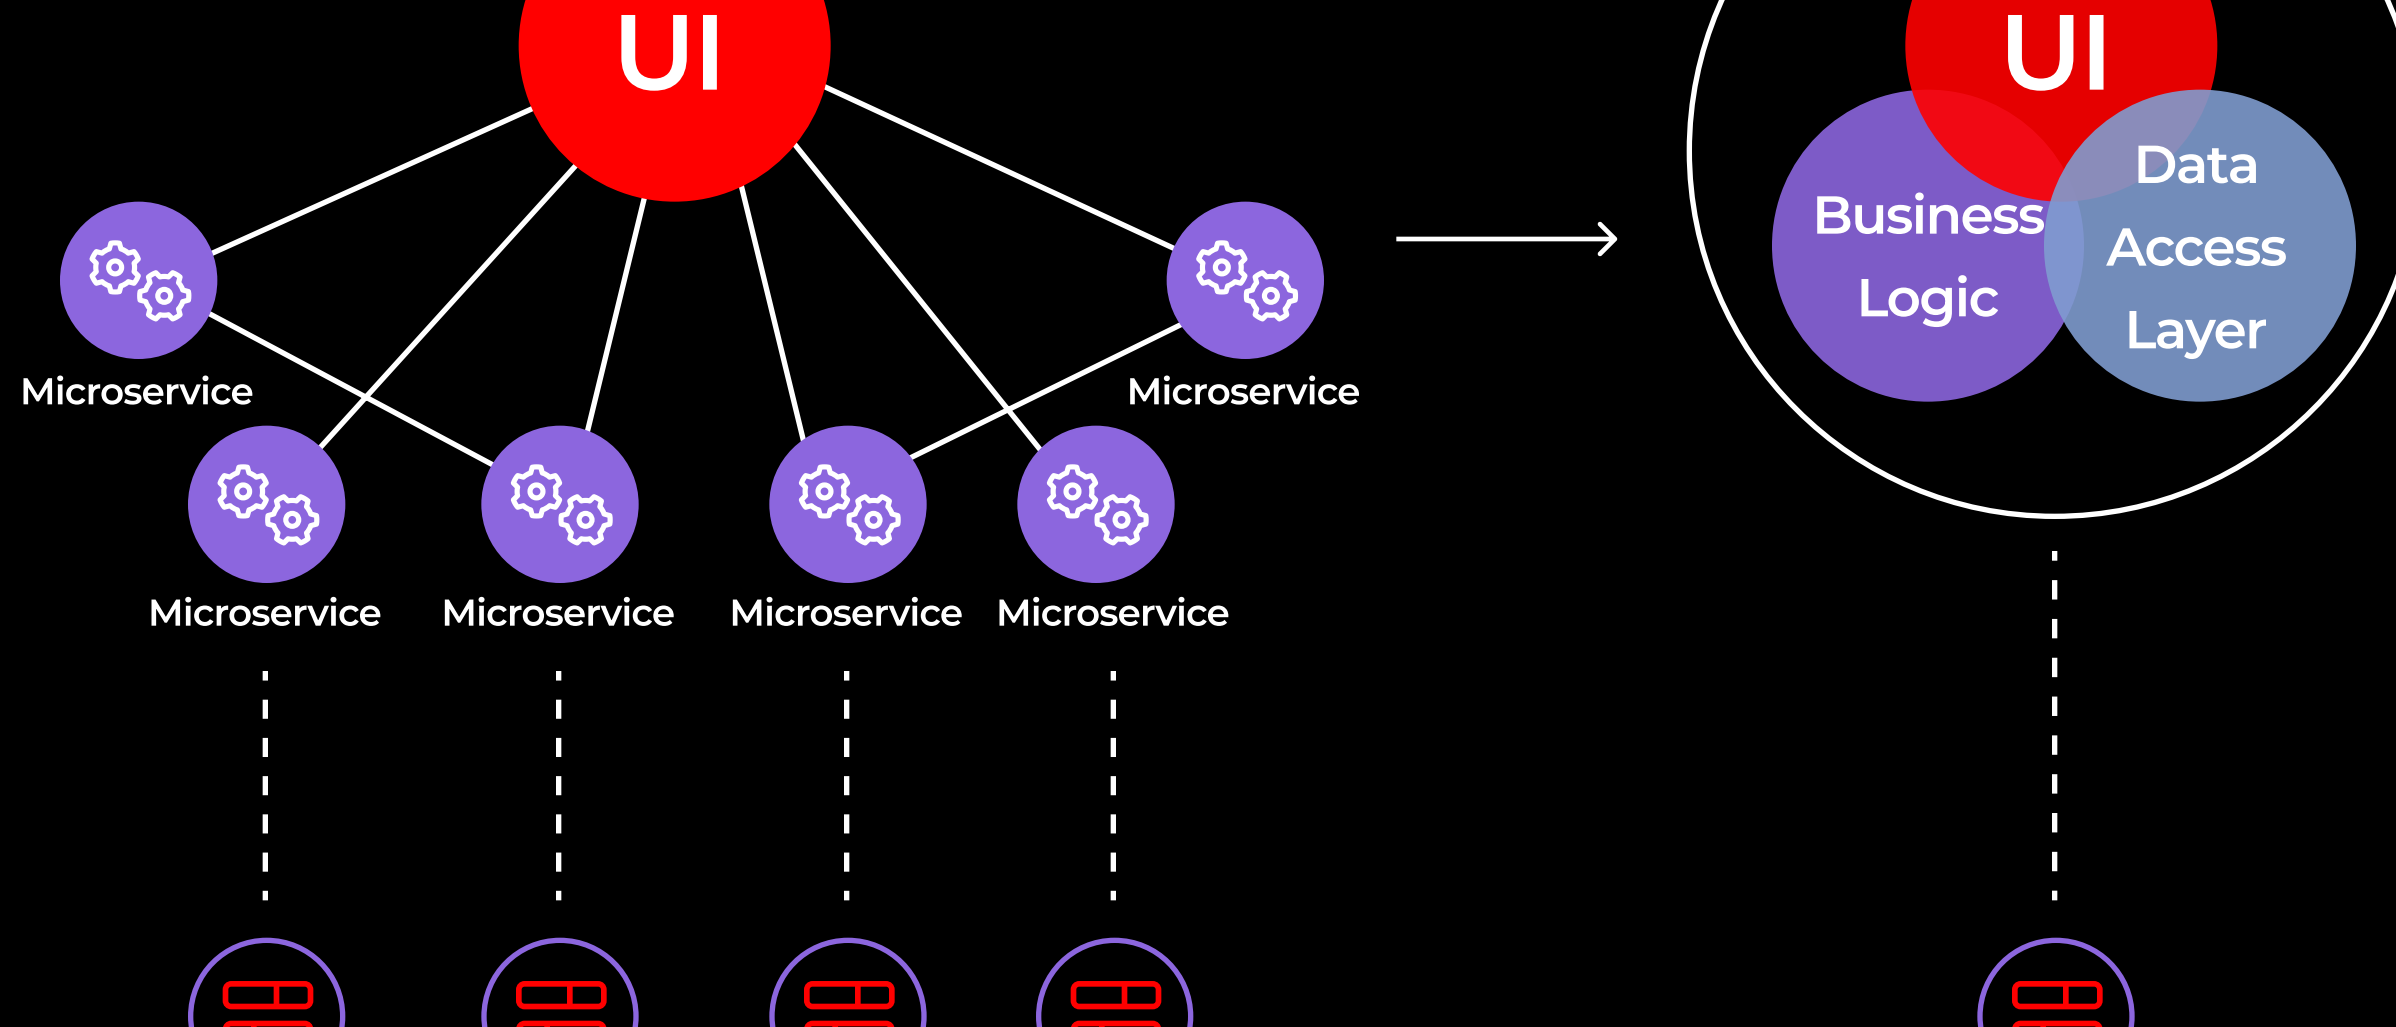 UI
Microservice
Microservice
Microservice
Microservice
Microservice
Microservice
UI
Business
Logic
Data
Access
Layer